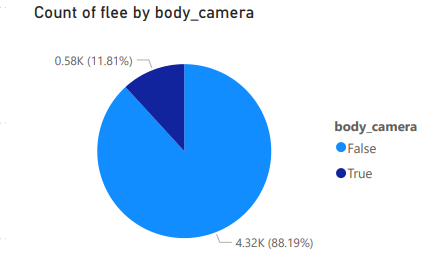 Count of flee by body_camera
0.58K (11.81%)
body_camera
False
True
4.32K (88.19%)